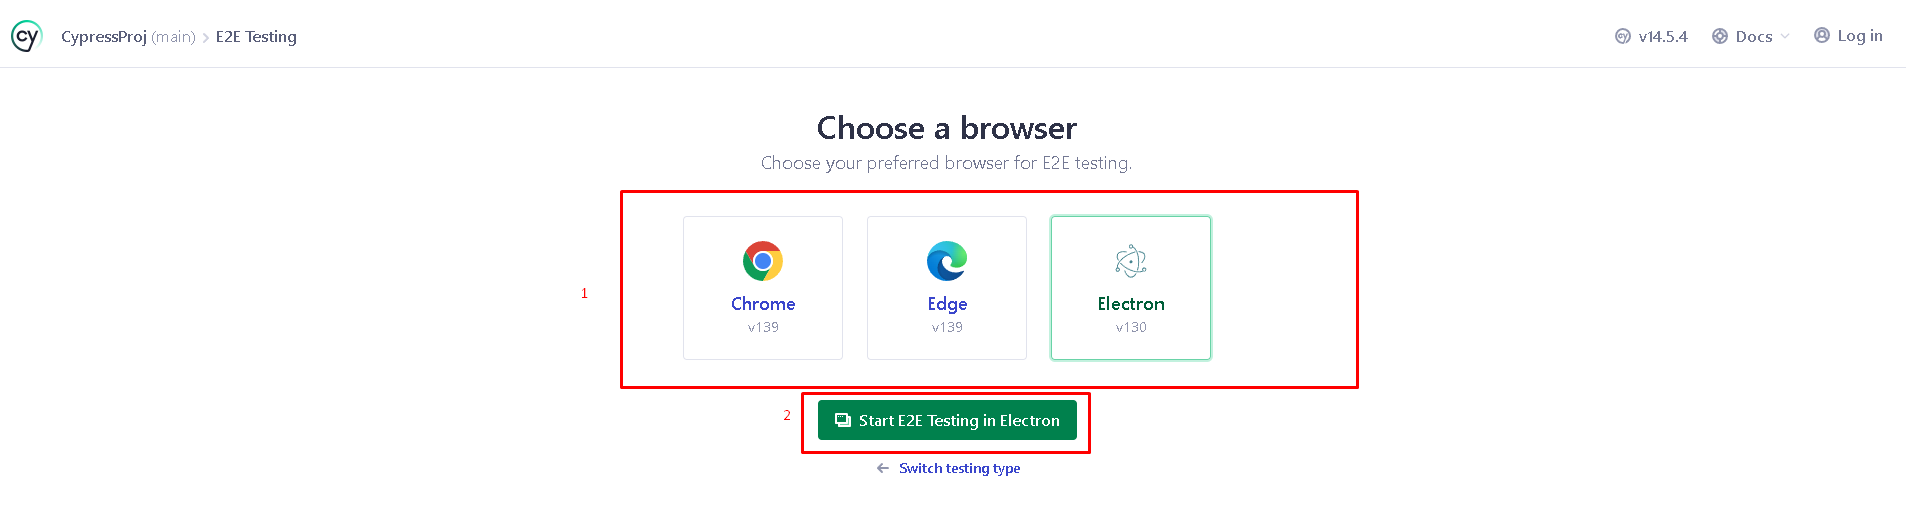 cy CypressProj (main) > E2E Testing v14.5.4 Docs Log in
Choose a browser
Choose your preferred browser for E2E testing.
1
Chrome
v139
Edge
v139
Electron
v130
2 Start E2E Testing in Electron
← Switch testing type